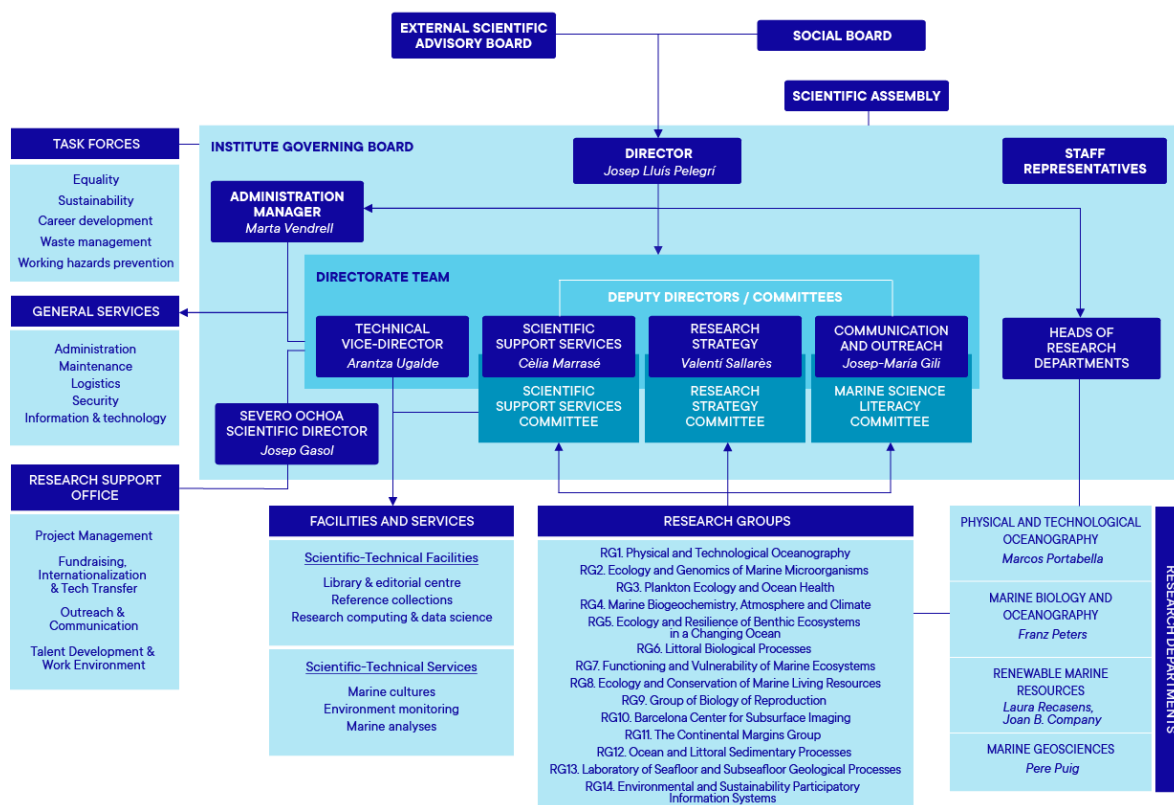 EXTERNAL SCIENTIFIC
ADVISORY BOARD
SOCIAL BOARD
SCIENTIFIC ASSEMBLY
TASK FORCES
Equality
Sustainability
Career development
Waste management
Working hazards prevention
INSTITUTE GOVERNING BOARD
DIRECTOR
Josep Lluís Pelegrí
STAFF
REPRESENTATIVES
ADMINISTRATION
MANAGER
Marta Vendrell
DIRECTORATE TEAM
DEPUTY DIRECTORS / COMMITTEES
GENERAL SERVICES
Administration
Maintenance
Logistics
Security
Information & technology
TECHNICAL
VICE-DIRECTOR
Arantza Ugalde
SCIENTIFIC
SUPPORT SERVICES
Cèlia Marrasé
RESEARCH
STRATEGY
Valentí Sallarès
COMMUNICATION
AND OUTREACH
Josep-María Gili
HEADS OF
RESEARCH
DEPARTMENTS
SCIENTIFIC
SUPPORT SERVICES
COMMITTEE
RESEARCH
STRATEGY
COMMITTEE
MARINE SCIENCE
LITERACY
COMMITTEE
SEVERO OCHOA
SCIENTIFIC DIRECTOR
Josep Gasol
RESEARCH SUPPORT
OFFICE
Project Management
Fundraising,
Internationalization
& Tech Transfer
Outreach &
Communication
Talent Development &
Work Environment
FACILITIES AND SERVICES
Scientific-Technical Facilities
Library & editorial centre
Reference collections
Research computing & data science
Scientific-Technical Services
Marine cultures
Environment monitoring
Marine analyses
RESEARCH GROUPS
RG1. Physical and Technological Oceanography
RG2. Ecology and Genomics of Marine Microorganisms
RG3. Plankton Ecology and Ocean Health
RG4. Marine Biogeochemistry, Atmosphere and Climate
RG5. Ecology and Resilience of Benthic Ecosystems
in a Changing Ocean
RG6. Littoral Biological Processes
RG7. Functioning and Vulnerability of Marine Ecosystems
RG8. Ecology and Conservation of Marine Living Resources
RG9. Group of Biology of Reproduction
RG10. Barcelona Center for Subsurface Imaging
RG11. The Continental Margins Group
RG12. Ocean and Littoral Sedimentary Processes
RG13. Laboratory of Seafloor and Subseafloor Geological Processes
RG14. Environmental and Sustainability Participatory
Information Systems
PHYSICAL AND TECHNOLOGICAL
OCEANOGRAPHY
Marcos Portabella
MARINE BIOLOGY AND
OCEANOGRAPHY
Franz Peters
RENEWABLE MARINE
RESOURCES
Laura Recasens,
Joan B. Company
MARINE GEOSCIENCES
Pere Puig
RESEARCH DEPARTMENTS